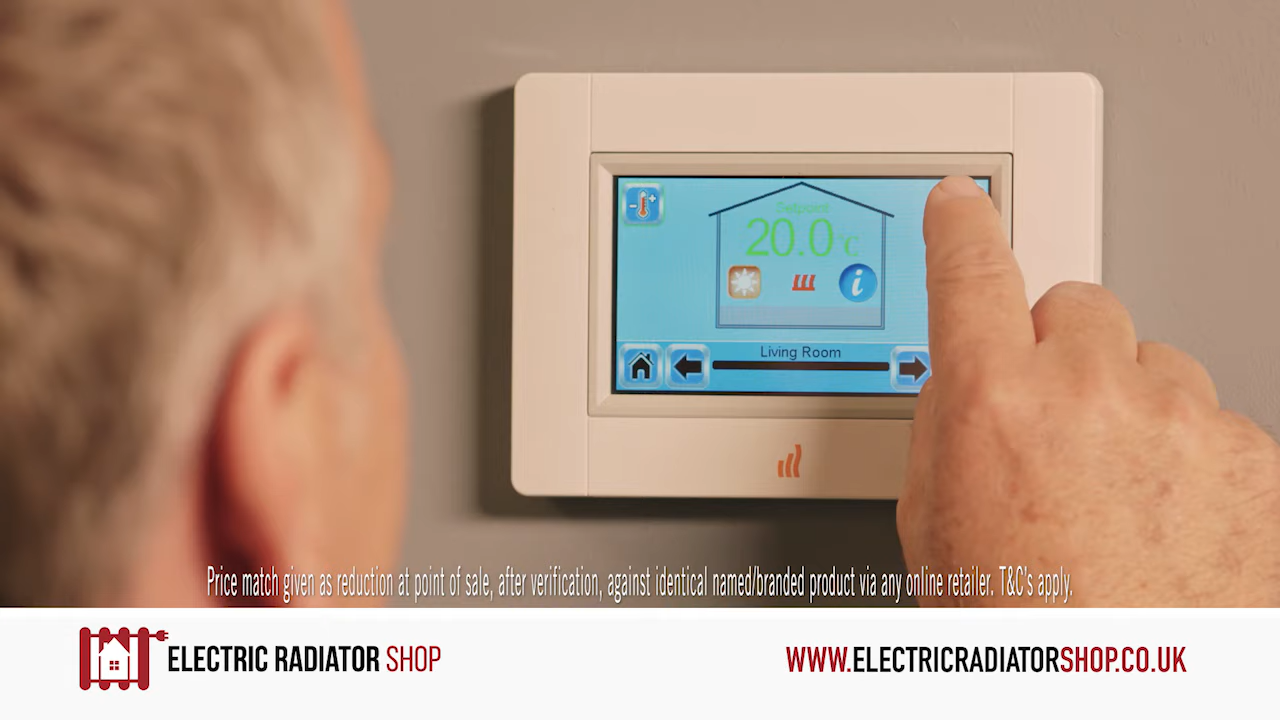 Setpoint
20.0°C
i
Living Room
Price match given as reduction at point of sale, after verification, against identical named/branded product via any online retailer. T&C's apply.
ELECTRIC RADIATOR SHOP
WWW.ELECTRICRADIATORSHOP.CO.UK